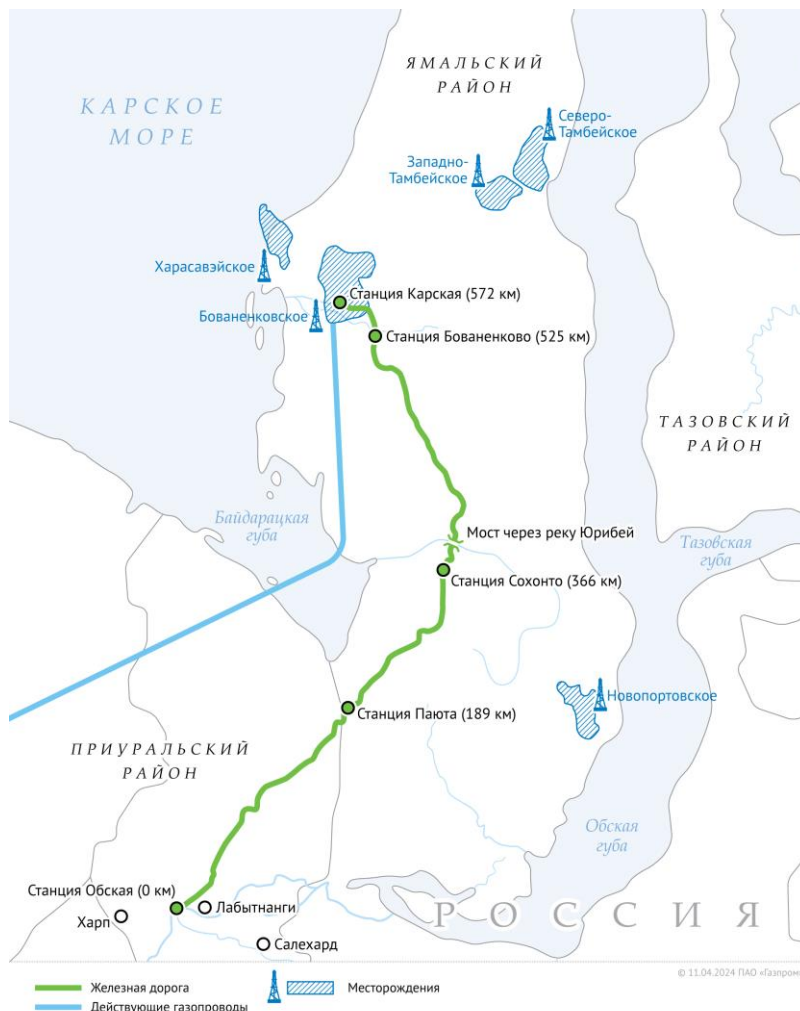 ЯМАЛЬСКИЙ
РАЙОН
КАРСКОЕ
МОРЕ
Северо-
Тамбейское
Западно-
Тамбейское
Харасавэйское
Станция Карская (572 км)
Бованенковское
Станция Бованенково (525 км)
ТАЗОВСКИЙ
РАЙОН
Байдарацкая
губа
Мост через реку Юрибей
Тазовская
губа
Станция Сохонто (366 км)
Новопортовское
Станция Паюта (189 км)
ПРИУРАЛЬСКИЙ
РАЙОН
Обская
губа
Станция Обская (0 км)
Лабытнанги
Харп
РОССИЯ
Салехард
© 11.04.2024 ПАО «Газпром
Железная дорога
Месторождения
Действующие газопроводы